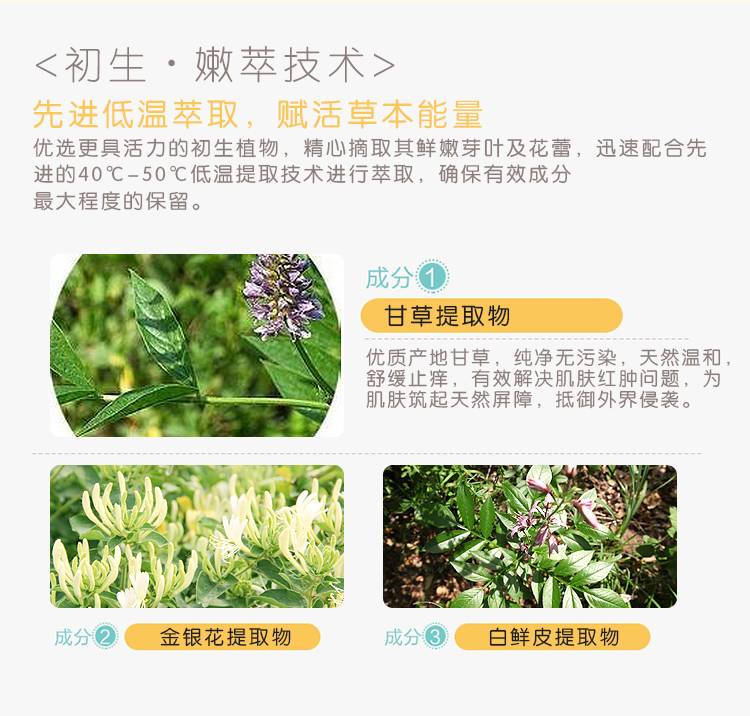 <初生·嫩萃技术>
先进低温萃取，赋活草本能量
优选更具活力的初生植物，精心摘取其鲜嫩芽叶及花蕾，迅速配合先
进的40℃-50℃低温提取技术进行萃取，确保有效成分
最大程度的保留。
成分1
甘草提取物
优质产地甘草，纯净无污染，天然温和，
舒缓止痒，有效解决肌肤红肿问题，为
肌肤筑起天然屏障，抵御外界侵袭。
成分2 金银花提取物
成分3 白鲜皮提取物